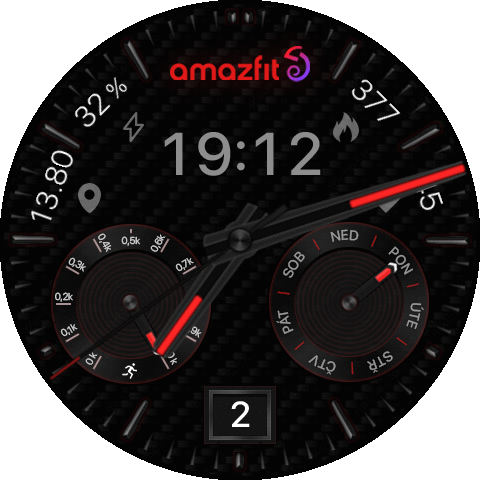 amazfit
32%
377
19:12
13.80
5
0,5k
0,4k
0,6k
0,3k
0,7k
0,2k
0,1k
0k
9k
NED
PON
ÚTE
STŘ
ČTV
PÁT
SOB
2